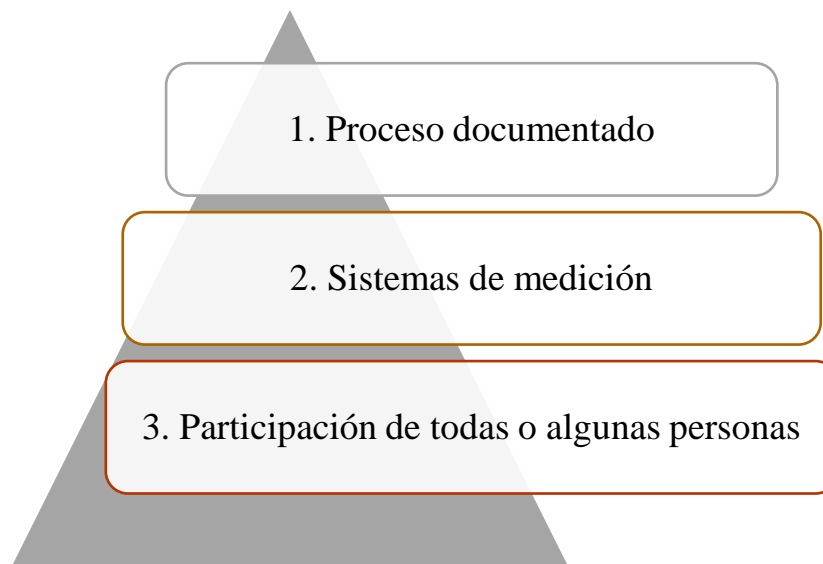 1. Proceso documentado
2. Sistemas de medición
3. Participación de todas o algunas personas